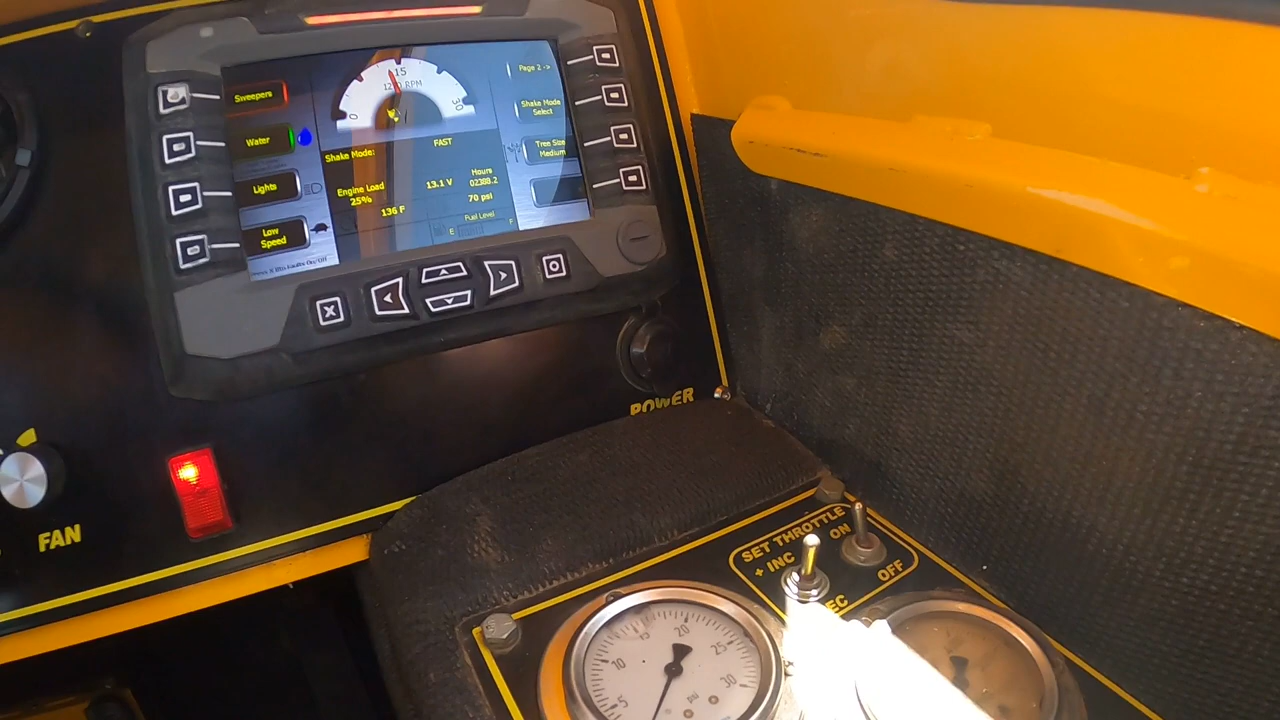 Page 2 ->
Sweepers
15
RPM
0
30
Shake Mode
Select
Water
FAST
Shake Mode:
Tree Size
Medium
Lights
Engine Load
25%
13.1 V
Hours
02388.2
136 F
70 psi
Fuel Level
E
F
Low
Speed
X
POWER
FAN
SET THROTTLE
+ INC
ON
OFF
5
10
15
20
25
30
psi